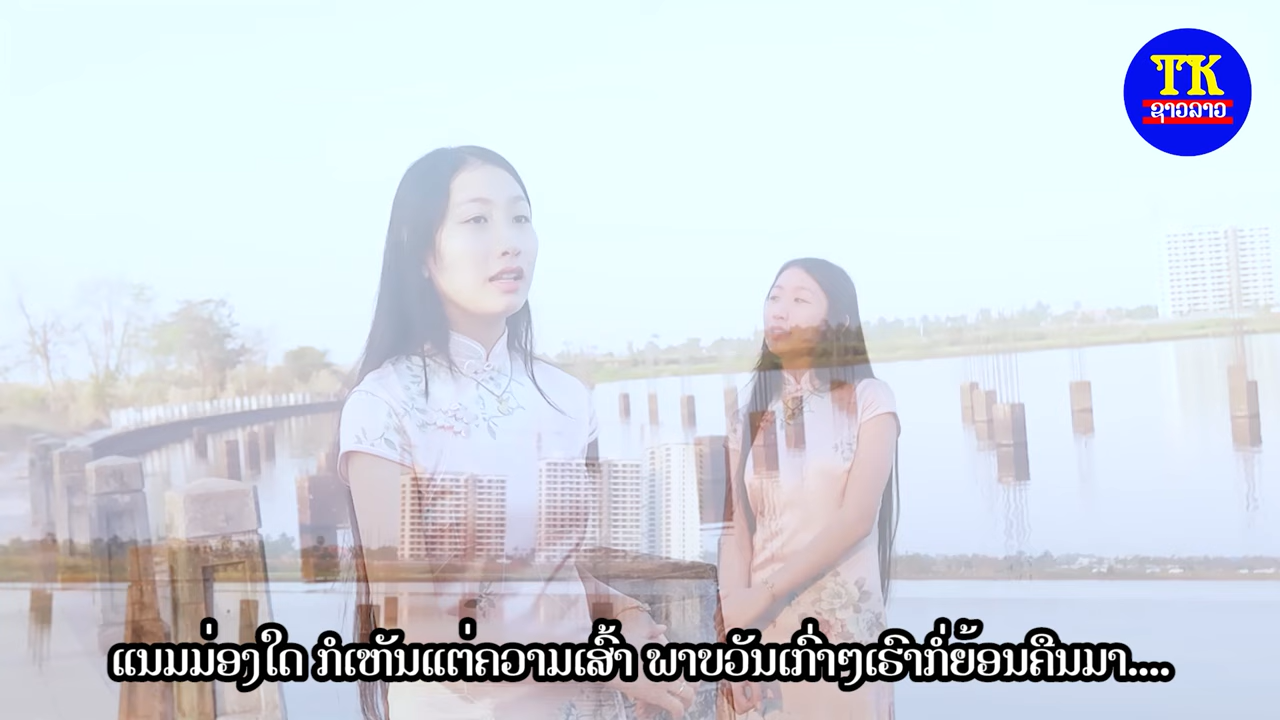 TK
ຊາວລາວ
ແນມມ່ອງໃດ ກໍເຫັນແຕ່ຄວາມເສົ້າ ພາບວັນເກົ່າໆເຮົາກໍ່ຍ້ອນຄືນມາ....